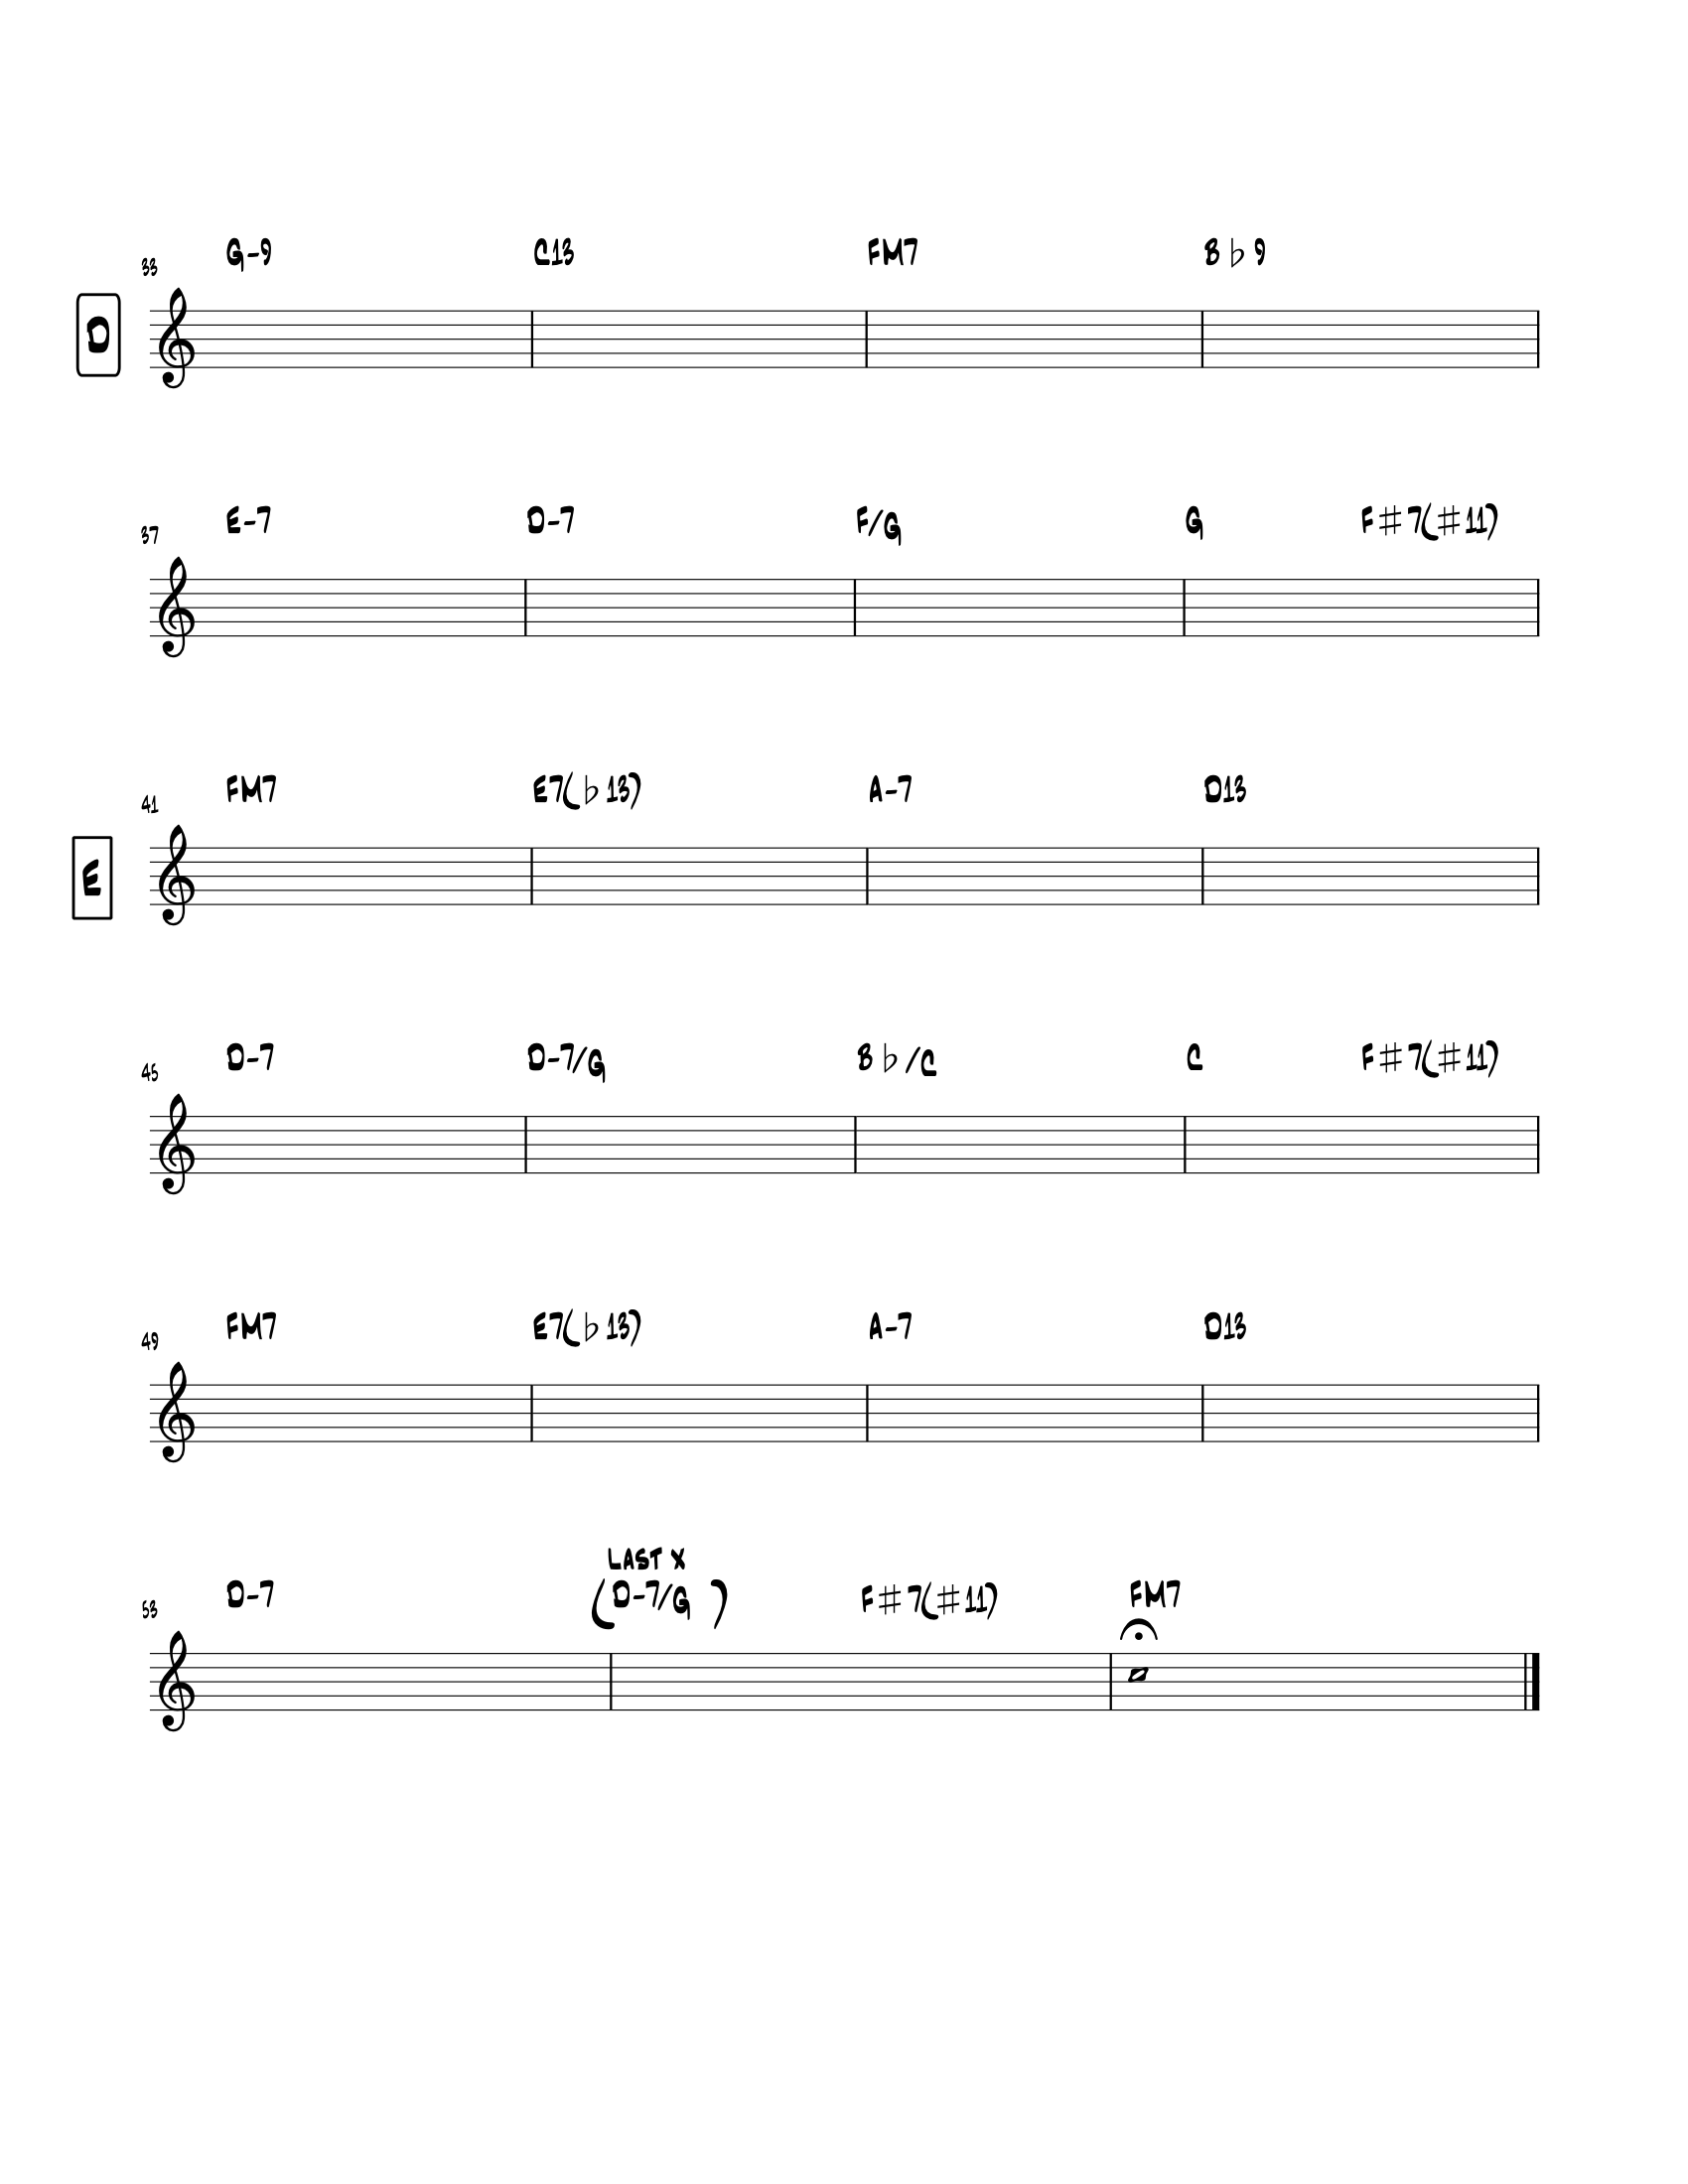 33 G-9 C13 FM7 B♭9
D
37 E-7 D-7 F/G G F♯7(♯11)
41 FM7 E7(♭13) A-7 D13
E
45 D-7 D-7/G B♭/C C F♯7(♯11)
49 FM7 E7(♭13) A-7 D13
LAST X
53 D-7 (D-7/G) F♯7(♯11) FM7